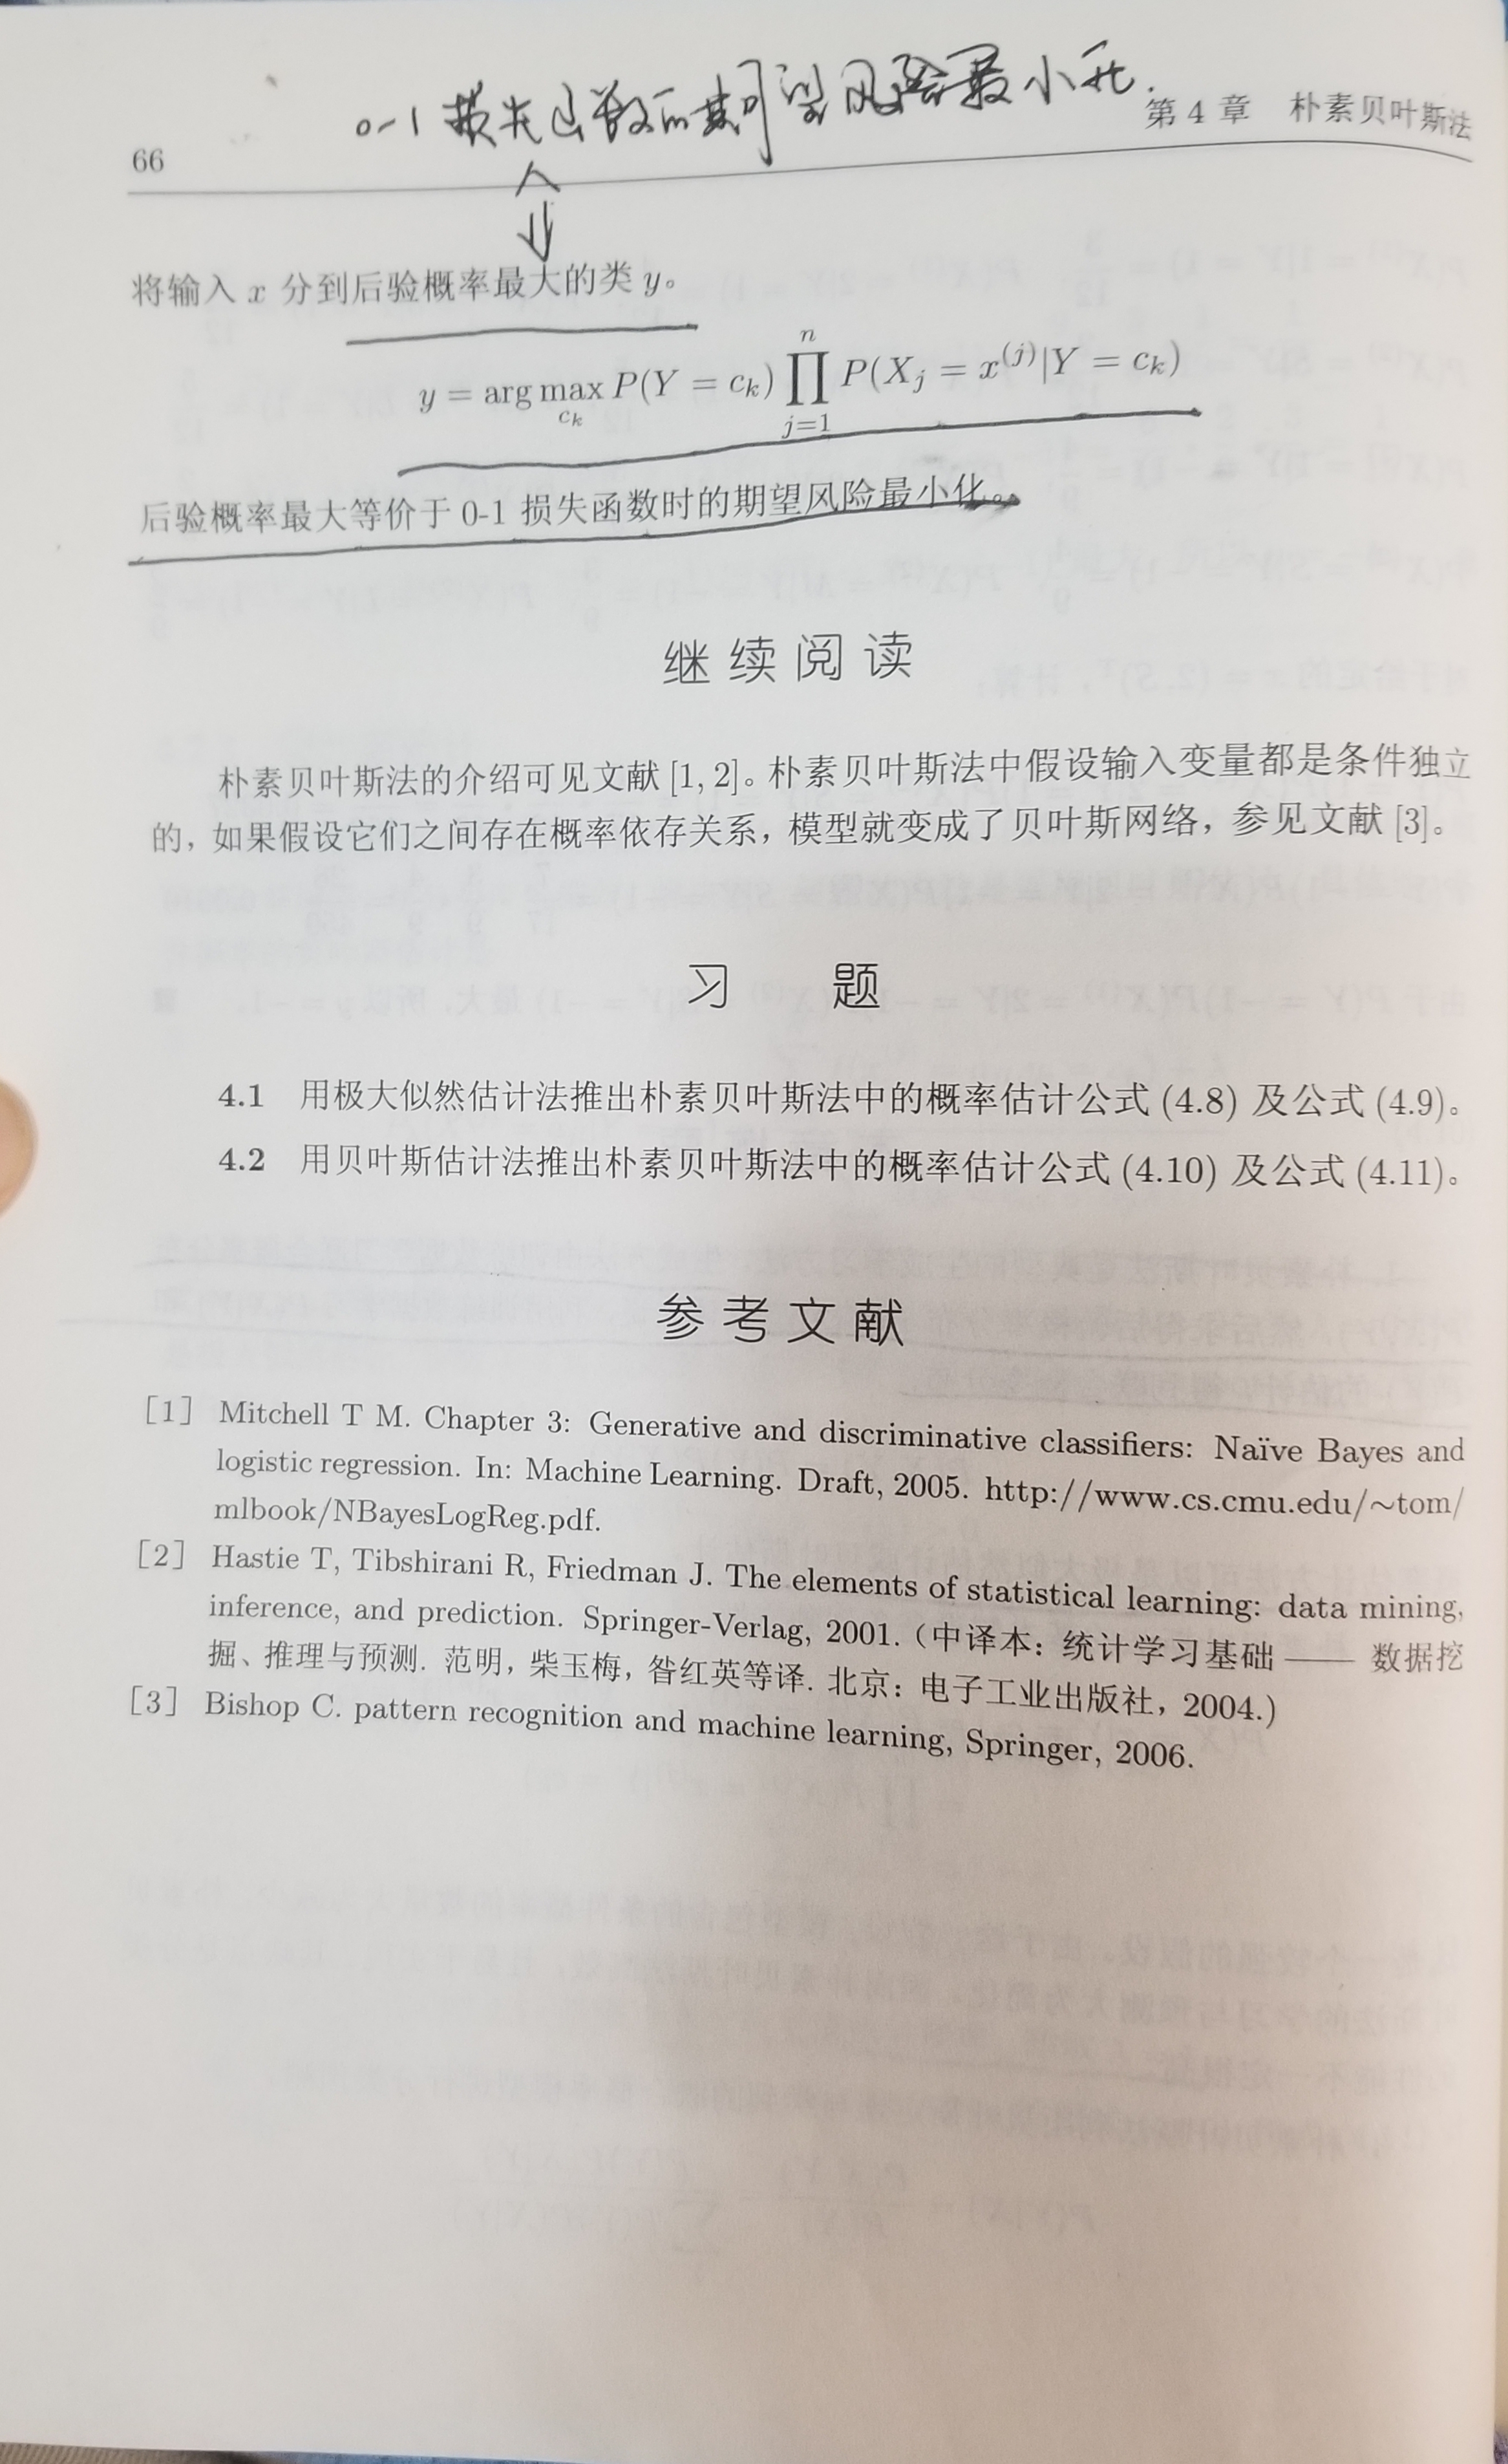 0-1损失函数的期望风险最小化.
66
第4章 朴素贝叶斯法
将输入 x 分到后验概率最大的类 y。
y = arg max P(Y = c_k) ∏ P(X_j = x^(j)|Y = c_k)
c_k j=1 n
后验概率最大等价于 0-1 损失函数时的期望风险最小化。
继续阅读
朴素贝叶斯法的介绍可见文献 [1, 2]。朴素贝叶斯法中假设输入变量都是条件独立
的，如果假设它们之间存在概率依存关系，模型就变成了贝叶斯网络，参见文献 [3]。
习 题
4.1 用极大似然估计法推出朴素贝叶斯法中的概率估计公式 (4.8) 及公式 (4.9)。
4.2 用贝叶斯估计法推出朴素贝叶斯法中的概率估计公式 (4.10) 及公式 (4.11)。
参考文献
[1] Mitchell T M. Chapter 3: Generative and discriminative classifiers: Naïve Bayes and
logistic regression. In: Machine Learning. Draft, 2005. http://www.cs.cmu.edu/~tom/
mlbook/NBayesLogReg.pdf.
[2] Hastie T, Tibshirani R, Friedman J. The elements of statistical learning: data mining,
inference, and prediction. Springer-Verlag, 2001.（中译本：统计学习基础 —— 数据挖
掘、推理与预测. 范明，柴玉梅，昝红英等译. 北京：电子工业出版社，2004.)
[3] Bishop C. pattern recognition and machine learning, Springer, 2006.